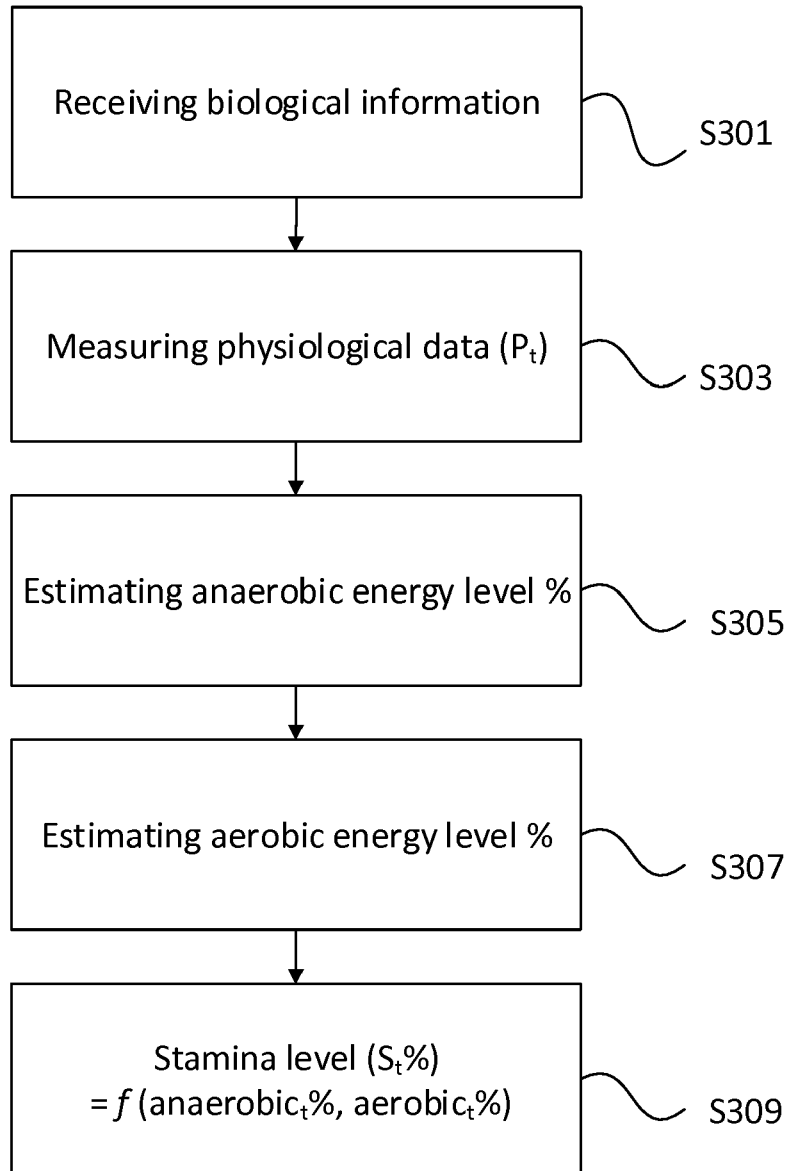 Receiving biological information
S301
Measuring physiological data (Pₜ)
S303
Estimating anaerobic energy level %
S305
Estimating aerobic energy level %
S307
Stamina level (Sₜ%)
= f (anaerobicₜ%, aerobicₜ%)
S309